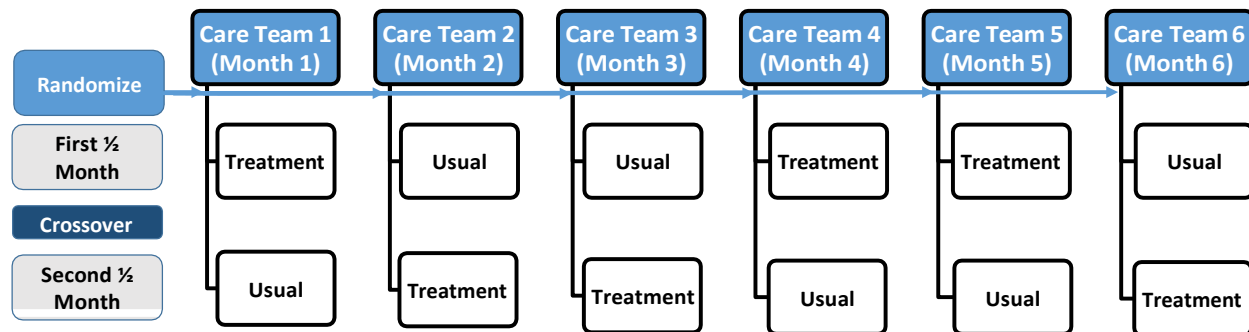 Care Team 1
(Month 1)
Care Team 2
(Month 2)
Care Team 3
(Month 3)
Care Team 4
(Month 4)
Care Team 5
(Month 5)
Care Team 6
(Month 6)
Randomize
First ½
Month
Treatment
Usual
Usual
Treatment
Treatment
Usual
Crossover
Second ½
Month
Usual
Treatment
Treatment
Usual
Usual
Treatment